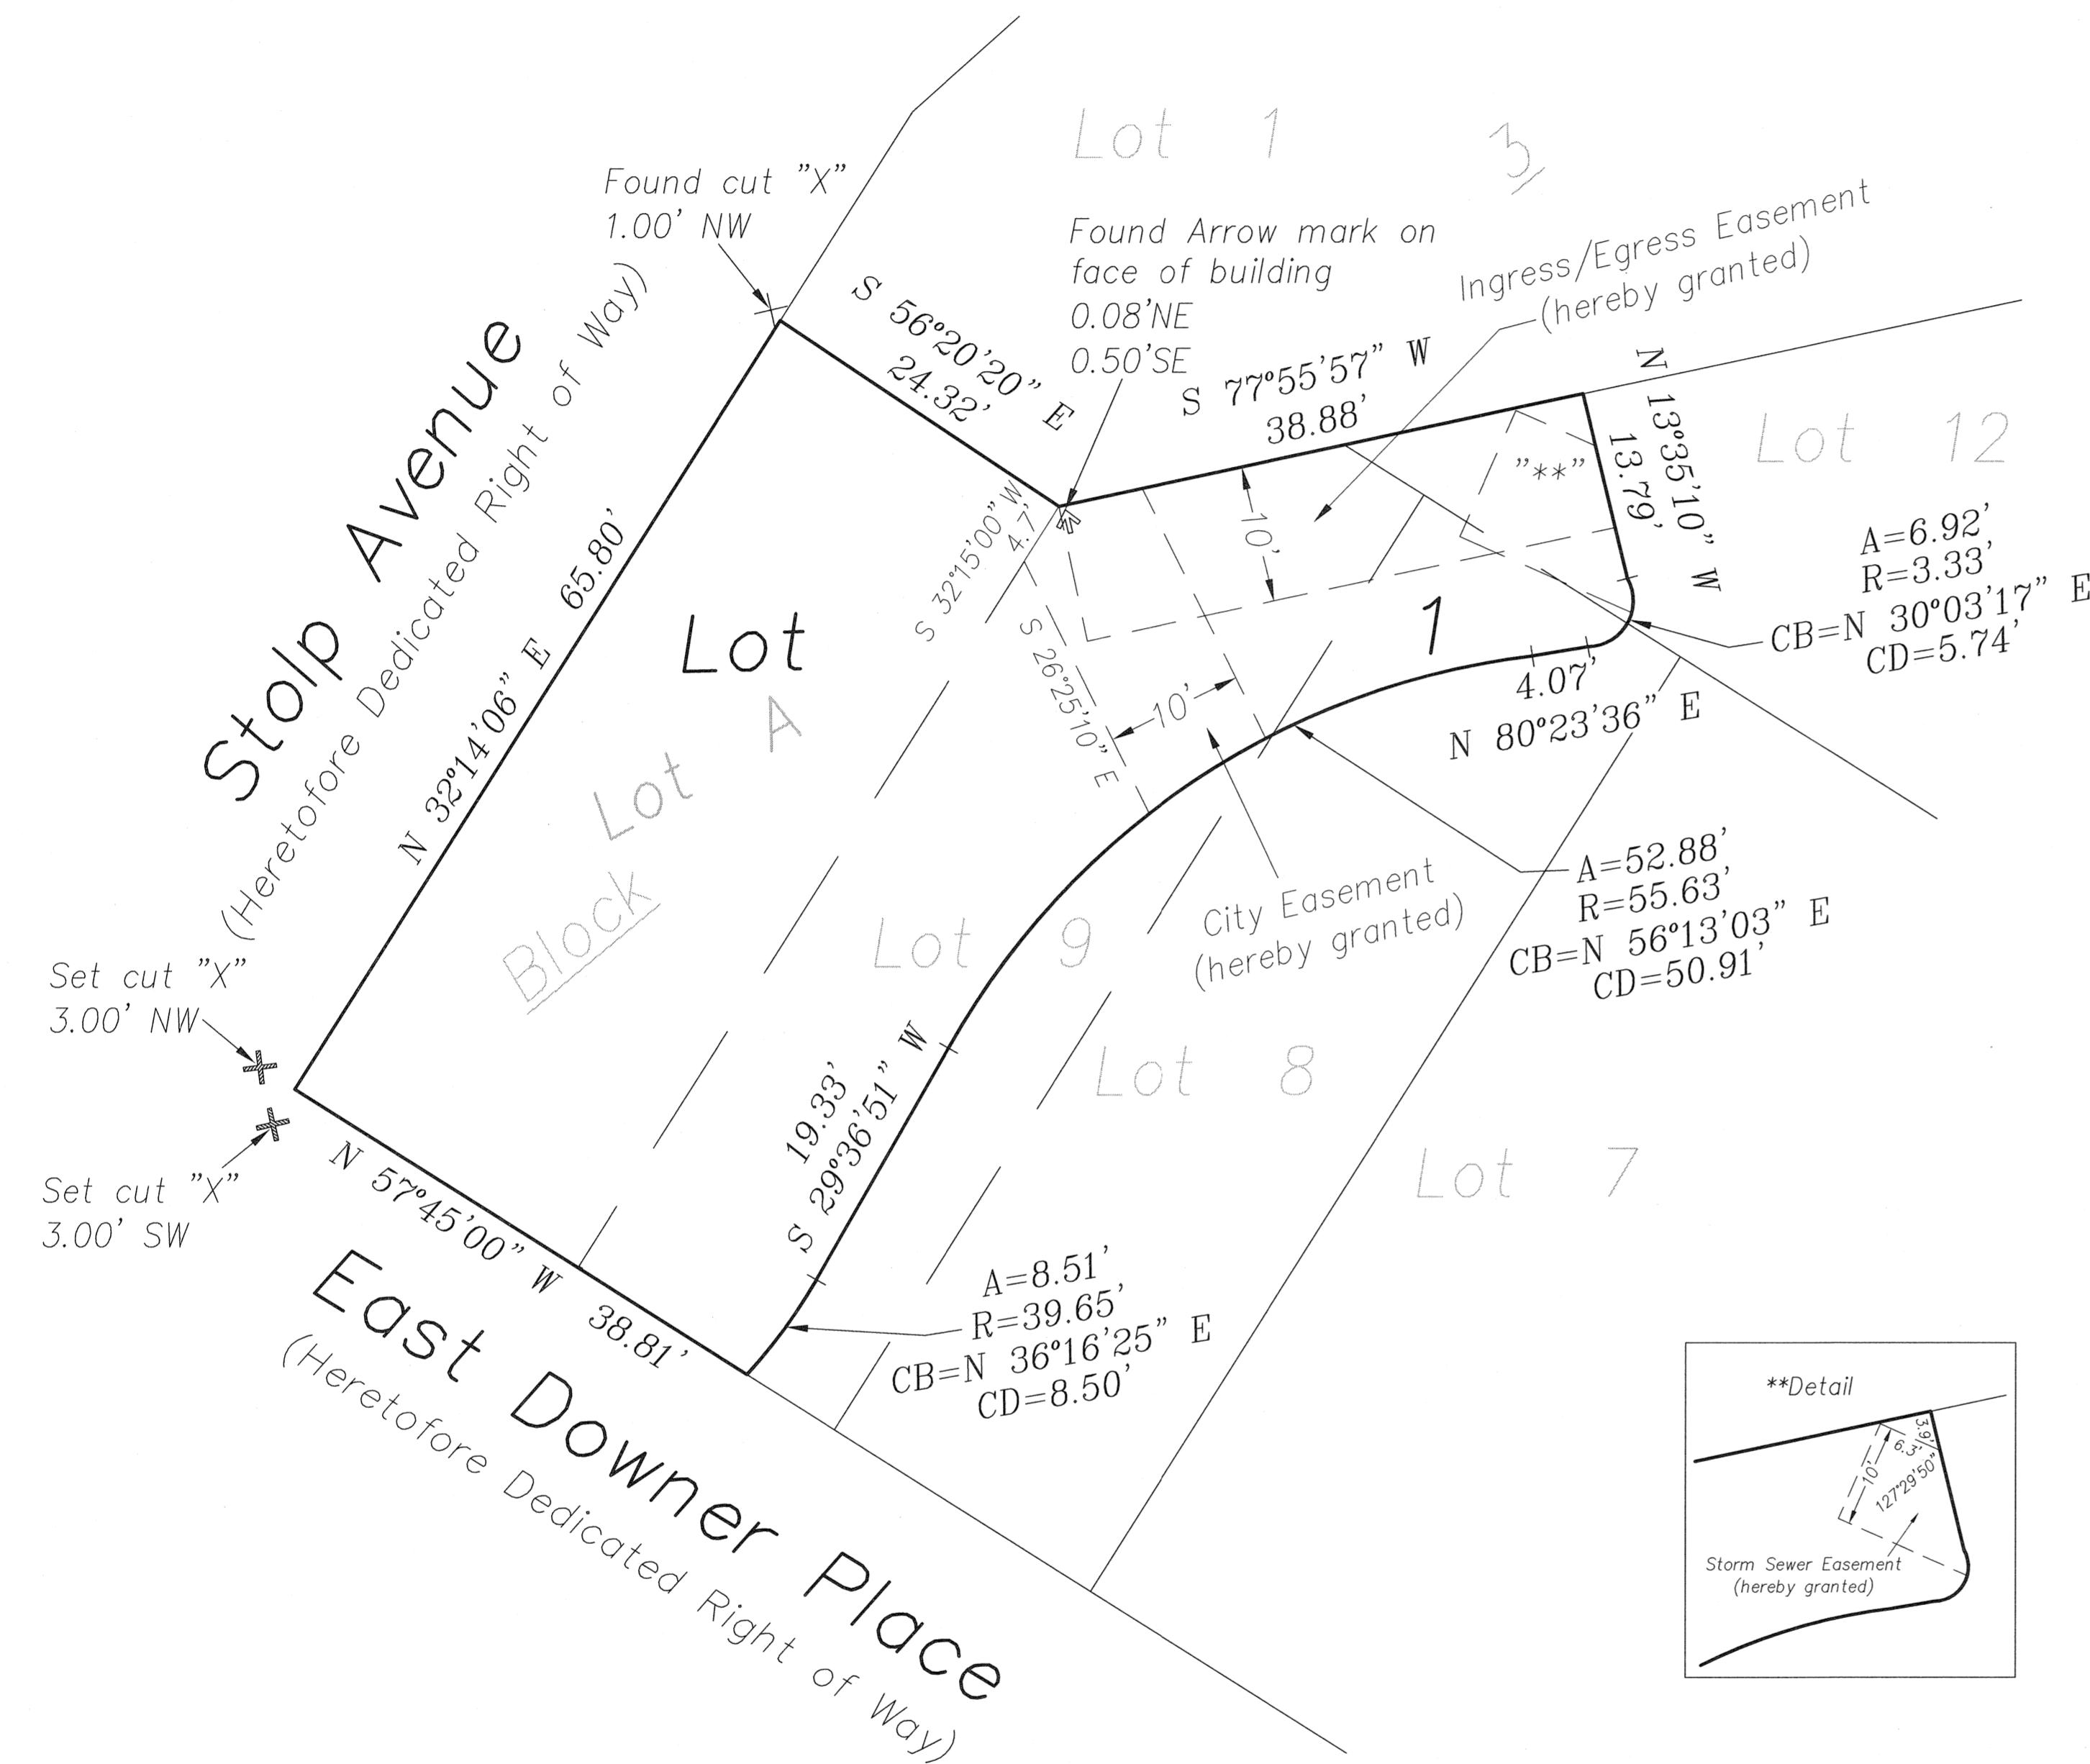 Lot 1
3
Found cut "X"
1.00' NW
Found Arrow mark on
face of building
0.08'NE
0.50'SE
Ingress/Egress Easement
(hereby granted)
S 56°20'20" E
24.32'
S 77°55'57" W
38.88'
N 13°35'10" W
13.79'
Lot 12
"**"
A=6.92'
R=3.33'
CB=N 30°03'17" E
CD=5.74'
Stolp Avenue
(Heretofore Dedicated Right of Way)
N 32°14'06" E 65.80'
S 32°15'00" W
4.7'
10'
Lot
1
S 26°25'10" E
10'
4.07'
N 80°23'36" E
Lot A
Block
City Easement
(hereby granted)
A=52.88'
R=55.63'
CB=N 56°13'03" E
CD=50.91'
Lot 9
Lot 8
Lot 7
Set cut "X"
3.00' NW
Set cut "X"
3.00' SW
19.33'
S 29°36'51" W
N 57°45'00" W 38.81'
A=8.51'
R=39.65'
CB=N 36°16'25" E
CD=8.50'
East Downer Place
(Heretofore Dedicated Right of Way)
**Detail
3.9'
6.3'
10'
127°29'50"
Storm Sewer Easement
(hereby granted)